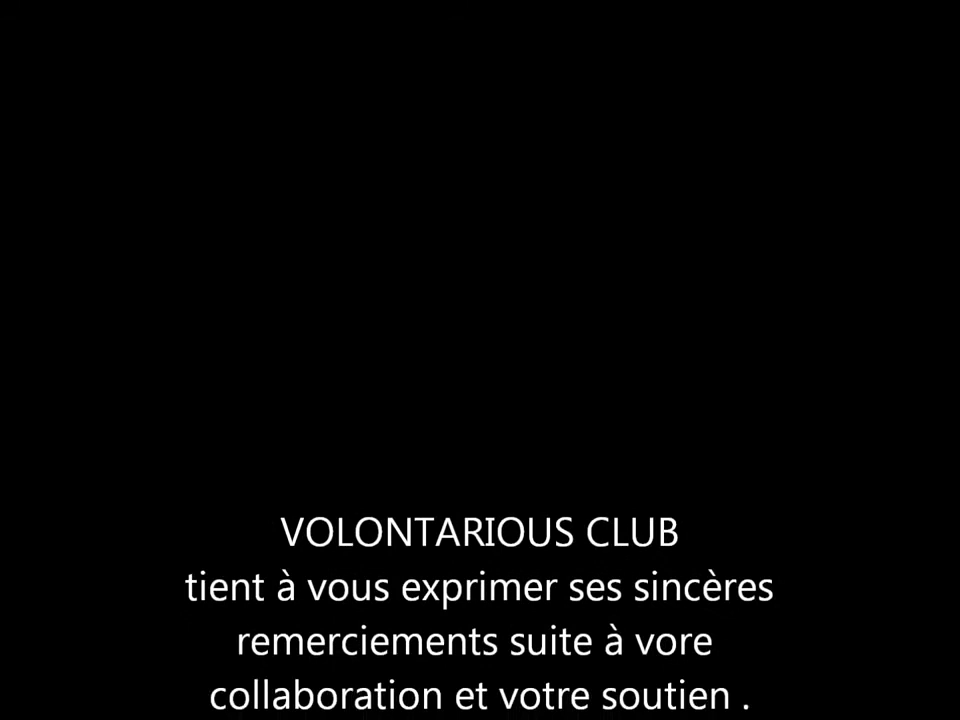 VOLONTARIOUS CLUB
tient à vous exprimer ses sincères
remerciements suite à vore
collaboration et votre soutien .